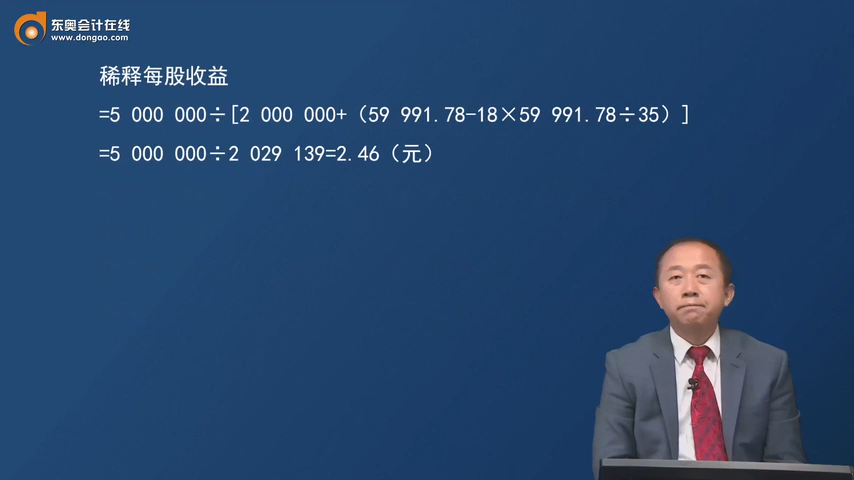 东奥会计在线
www.dongao.com
稀释每股收益
=5 000 000÷[2 000 000+（59 991.78-18×59 991.78÷35）]
=5 000 000÷2 029 139=2.46（元）